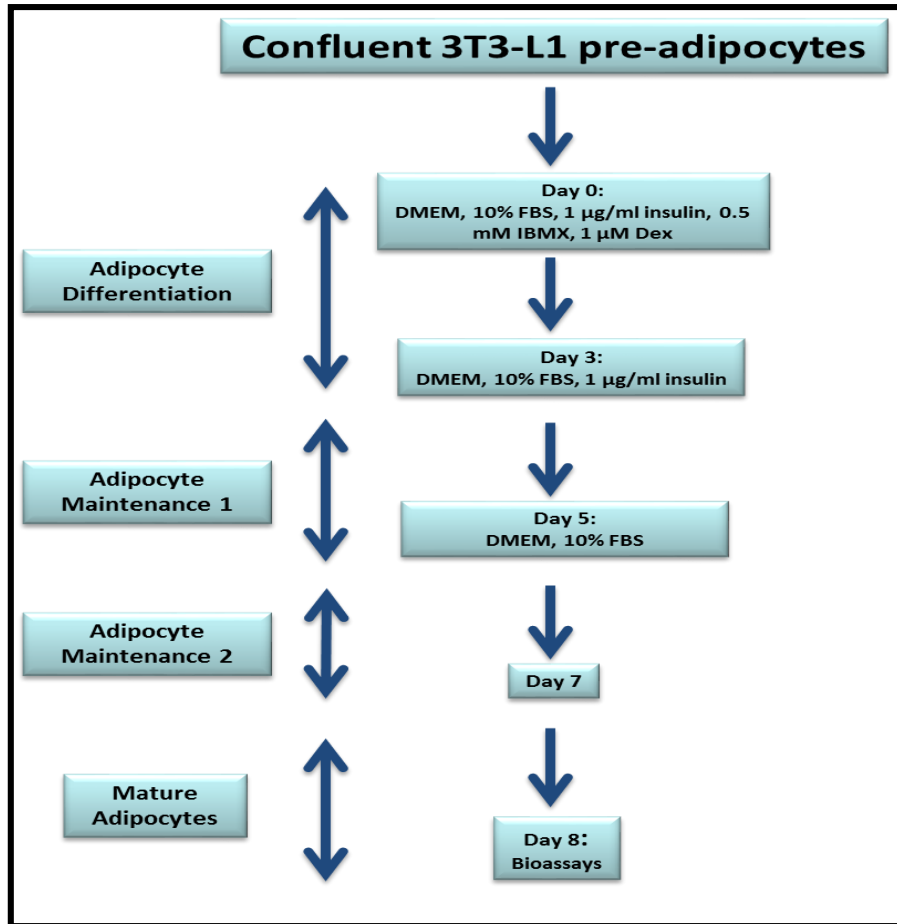 Confluent 3T3-L1 pre-adipocytes
Day 0:
DMEM, 10% FBS, 1 µg/ml insulin, 0.5
mM IBMX, 1 µM Dex
Adipocyte
Differentiation
Day 3:
DMEM, 10% FBS, 1 µg/ml insulin
Adipocyte
Maintenance 1
Day 5:
DMEM, 10% FBS
Adipocyte
Maintenance 2
Day 7
Mature
Adipocytes
Day 8:
Bioassays